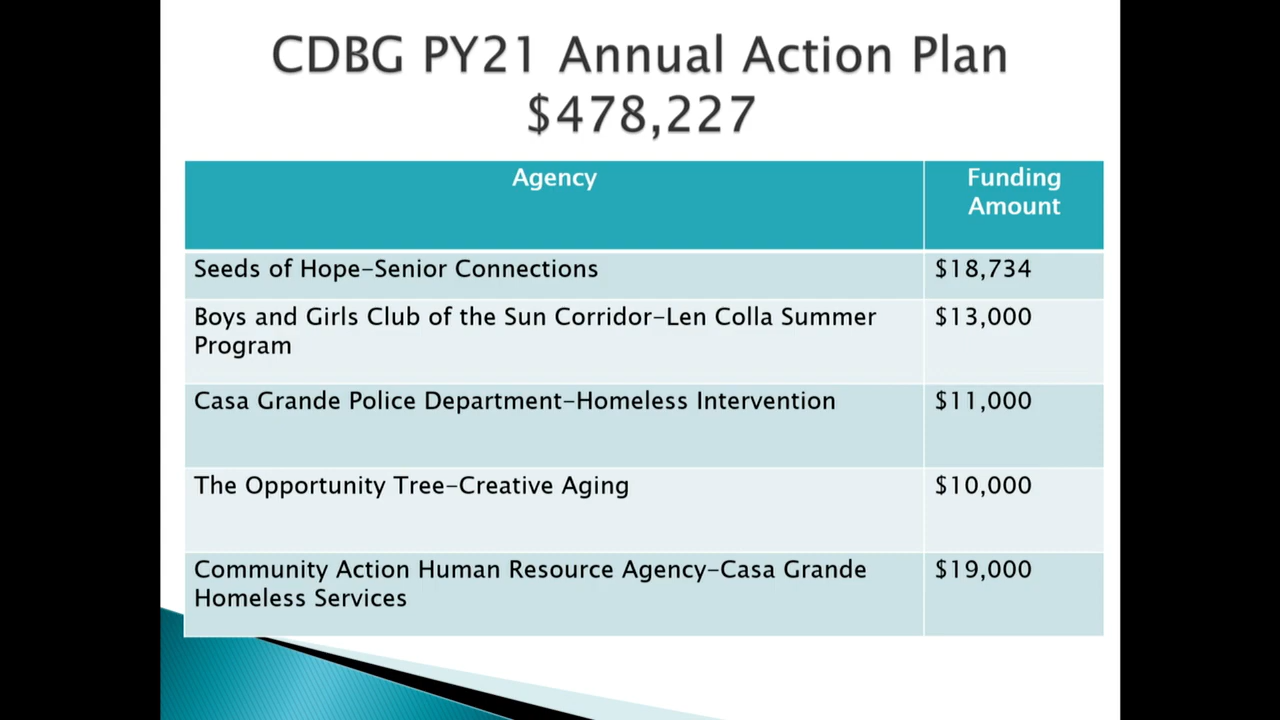 CDBG PY21 Annual Action Plan
$478,227
Agency
Funding
Amount
Seeds of Hope-Senior Connections
$18,734
Boys and Girls Club of the Sun Corridor-Len Colla Summer
Program
$13,000
Casa Grande Police Department-Homeless Intervention
$11,000
The Opportunity Tree-Creative Aging
$10,000
Community Action Human Resource Agency-Casa Grande
Homeless Services
$19,000